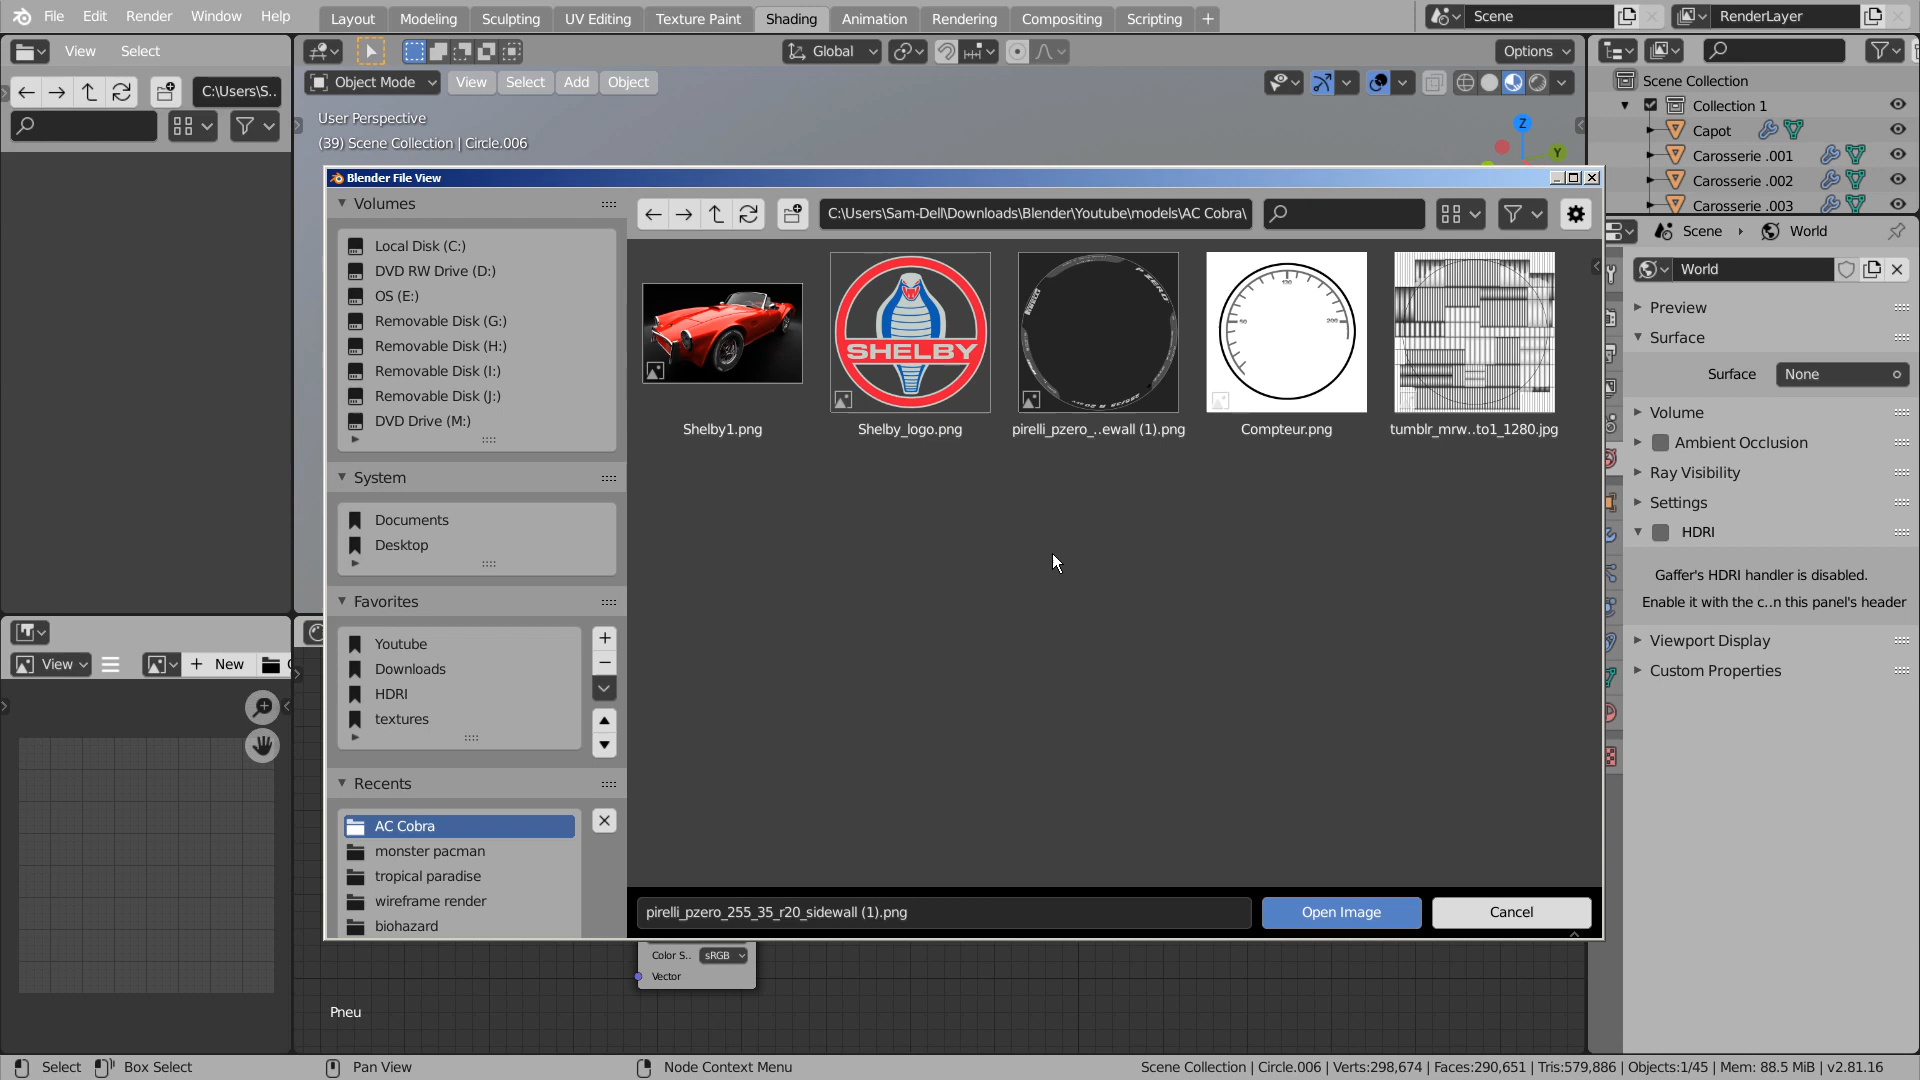 File Edit Render Window Help Layout Modeling Sculpting UV Editing Texture Paint Shading Animation Rendering Compositing Scripting + Scene RenderLayer
View Select Global Options
C:\Users\S.. Object Mode View Select Add Object Scene Collection
Collection 1
User Perspective Capot
(39) Scene Collection | Circle.006 Carosserie .001
Carosserie .002
Carosserie .003
Z
Y
Blender File View
Volumes
C:\Users\Sam-Dell\Downloads\Blender\Youtube\models\AC Cobra\
Local Disk (C:)
DVD RW Drive (D:)
OS (E:)
Removable Disk (G:)
Removable Disk (H:)
Removable Disk (I:)
Removable Disk (J:)
DVD Drive (M:)
SHELBY
P ZERO
PIRELLI
50
200
Shelby1.png Shelby_logo.png pirelli_pzero_..ewall (1).png Compteur.png tumblr_mrw..to1_1280.jpg
System
Documents
Desktop
Favorites
Youtube
Downloads
HDRI
textures
Recents
AC Cobra
monster pacman
tropical paradise
wireframe render
biohazard
pirelli_pzero_255_35_r20_sidewall (1).png Open Image Cancel
Scene World
World
Preview
Surface
Surface None
Volume
Ambient Occlusion
Ray Visibility
Settings
HDRI
Gaffer's HDRI handler is disabled.
Enable it with the c..n this panel's header
Viewport Display
Custom Properties
View New
Color S.. sRGB
Vector
Pneu
Select Box Select Pan View Node Context Menu Scene Collection | Circle.006 | Verts:298,674 | Faces:290,651 | Tris:579,886 | Objects:1/45 | Mem: 88.5 MiB | v2.81.16